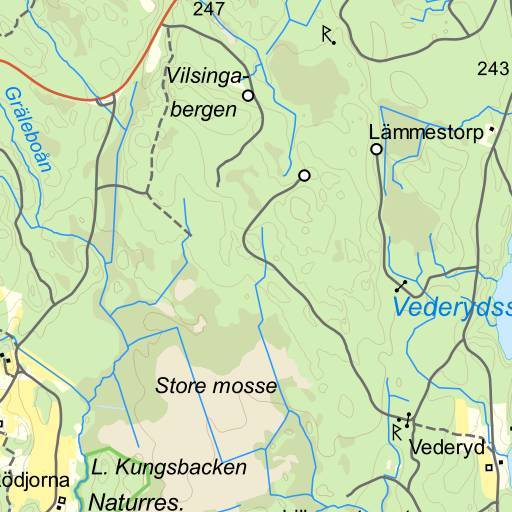 247
Vilsinga-
bergen
243
Gräleboån
Lämmestorp
Vederydss
Store mosse
Vederyd
L. Kungsbacken
Naturres.
ödjorna